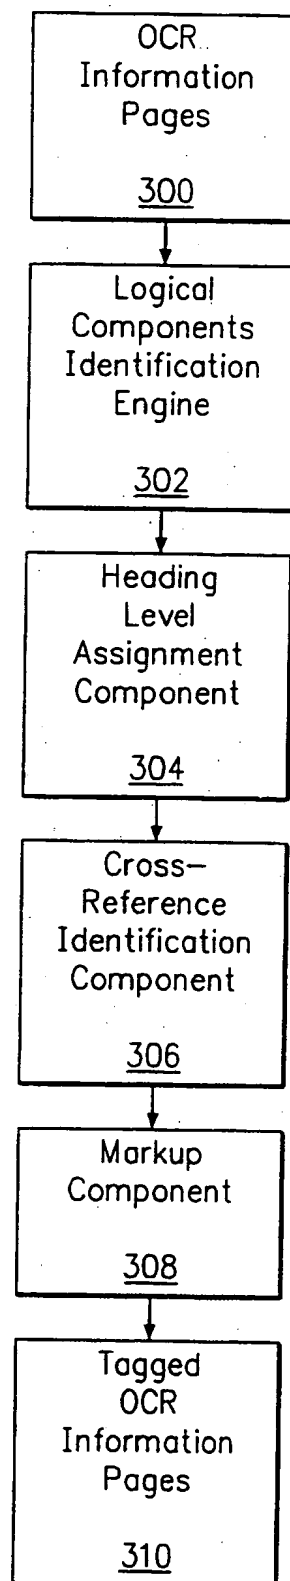 OCR
Information
Pages
300
Logical
Components
Identification
Engine
302
Heading
Level
Assignment
Component
304
Cross-
Reference
Identification
Component
306
Markup
Component
308
Tagged
OCR
Information
Pages
310